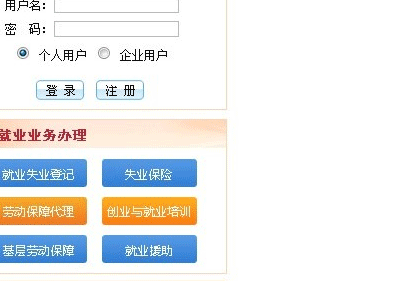 用户名：
密 码：
个人用户 企业用户
登 录 注 册
就业业务办理
就业失业登记 失业保险
劳动保障代理 创业与就业培训
基层劳动保障 就业援助